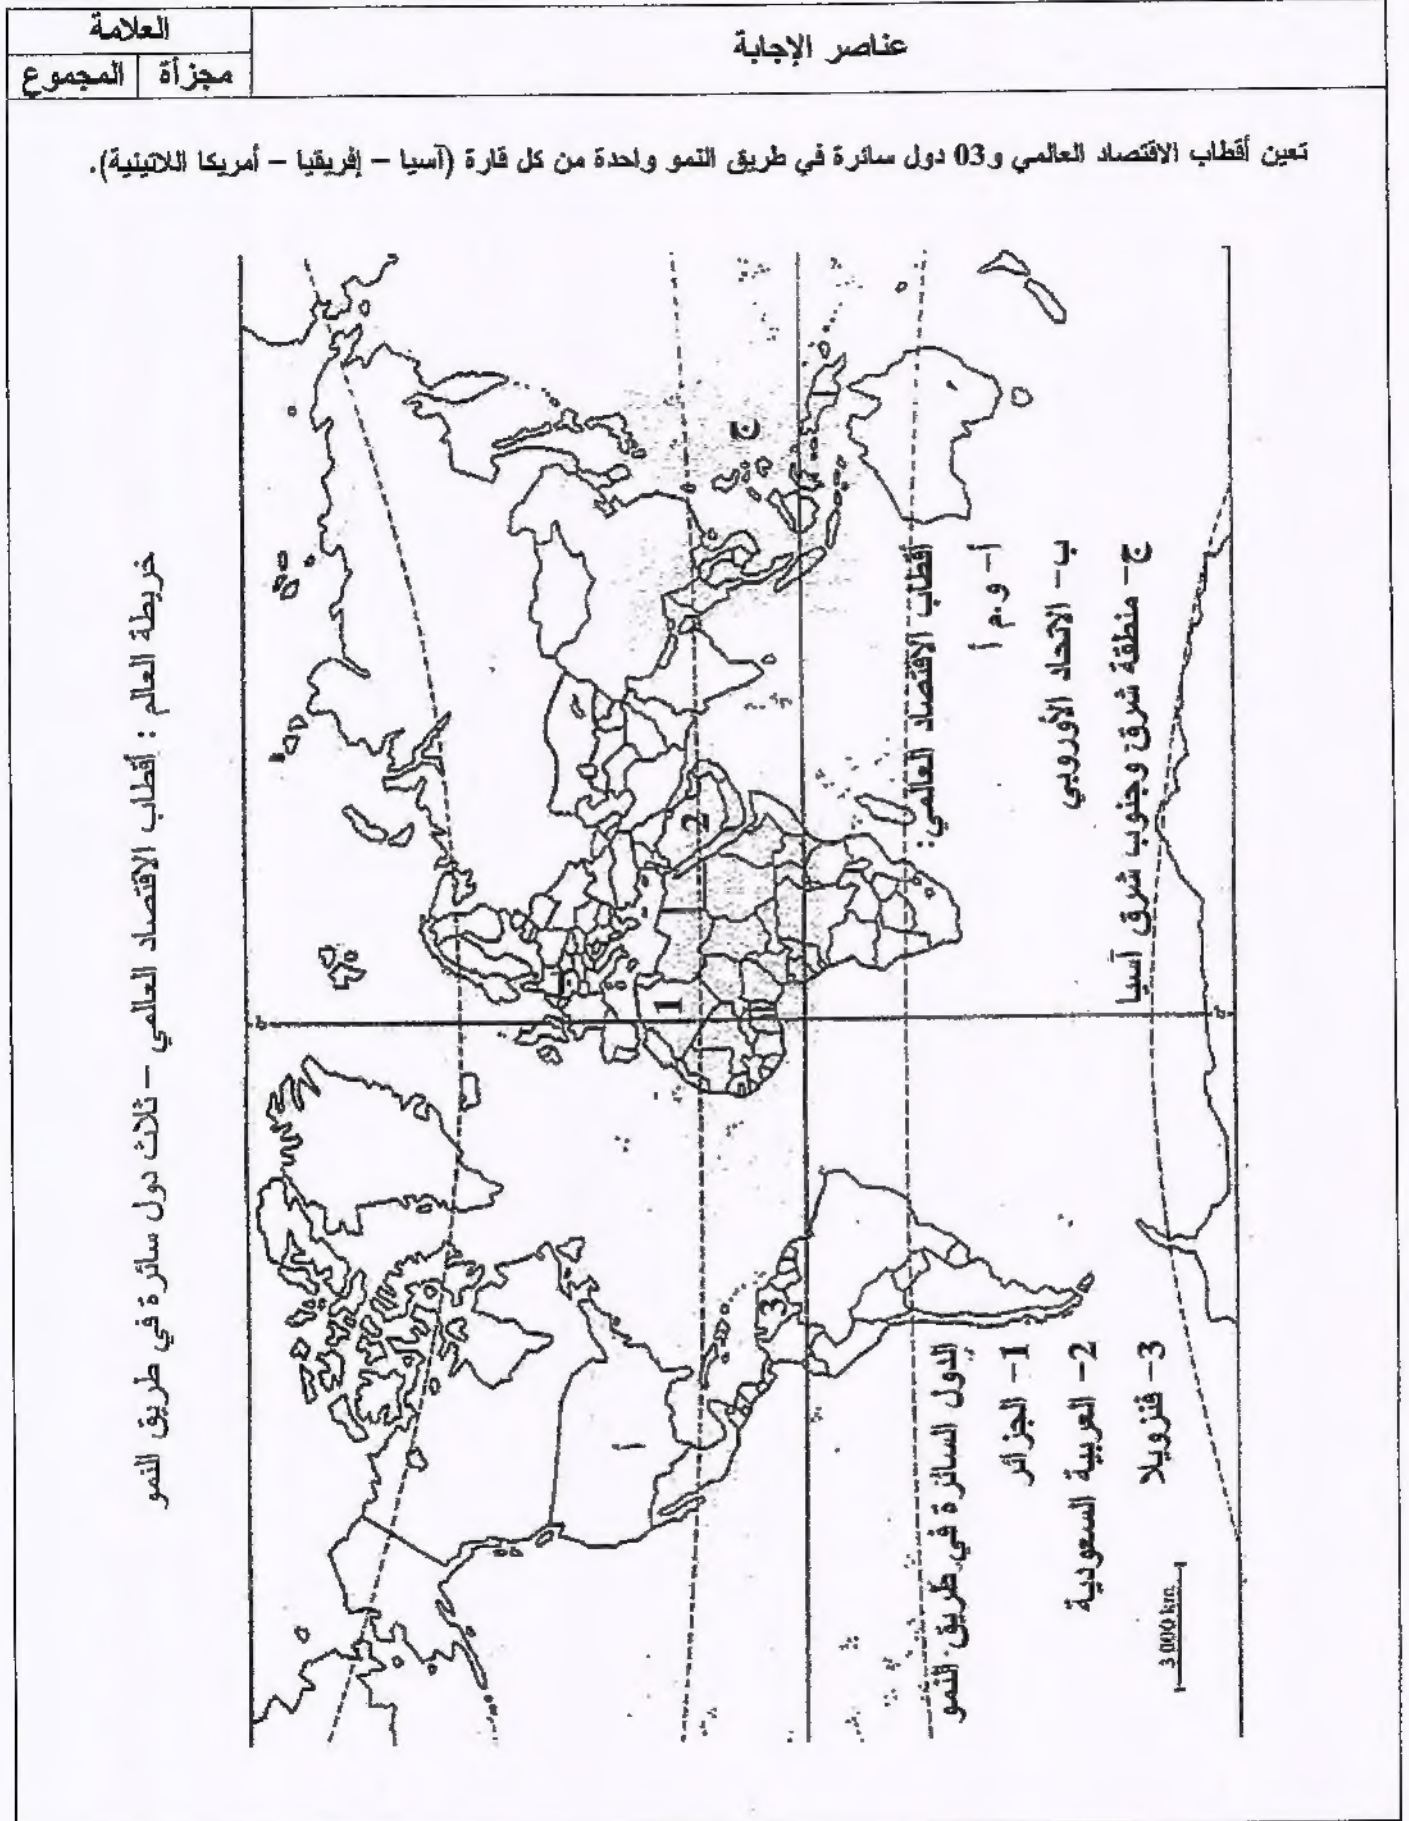 العلامة
عناصر الإجابة
مجزأة
المجموع
تعين أقطاب الاقتصاد العالمي و03 دول سائرة في طريق النمو واحدة من كل قارة (آسيا – إفريقيا – أمريكا اللاتينية).
خريطة العالم : أقطاب الاقتصاد العالمي – ثلاث دول سائرة في طريق النمو
أ
ب
ج
1
2
3
أقطاب الاقتصاد العالمي:
أ- و.م أ
ب- الاتحاد الأوروبي
ج- منطقة شرق وجنوب شرق آسيا
الدول السائرة في طريق النمو
1- الجزائر
2- العربية السعودية
3- فنزويلا
3 000 km